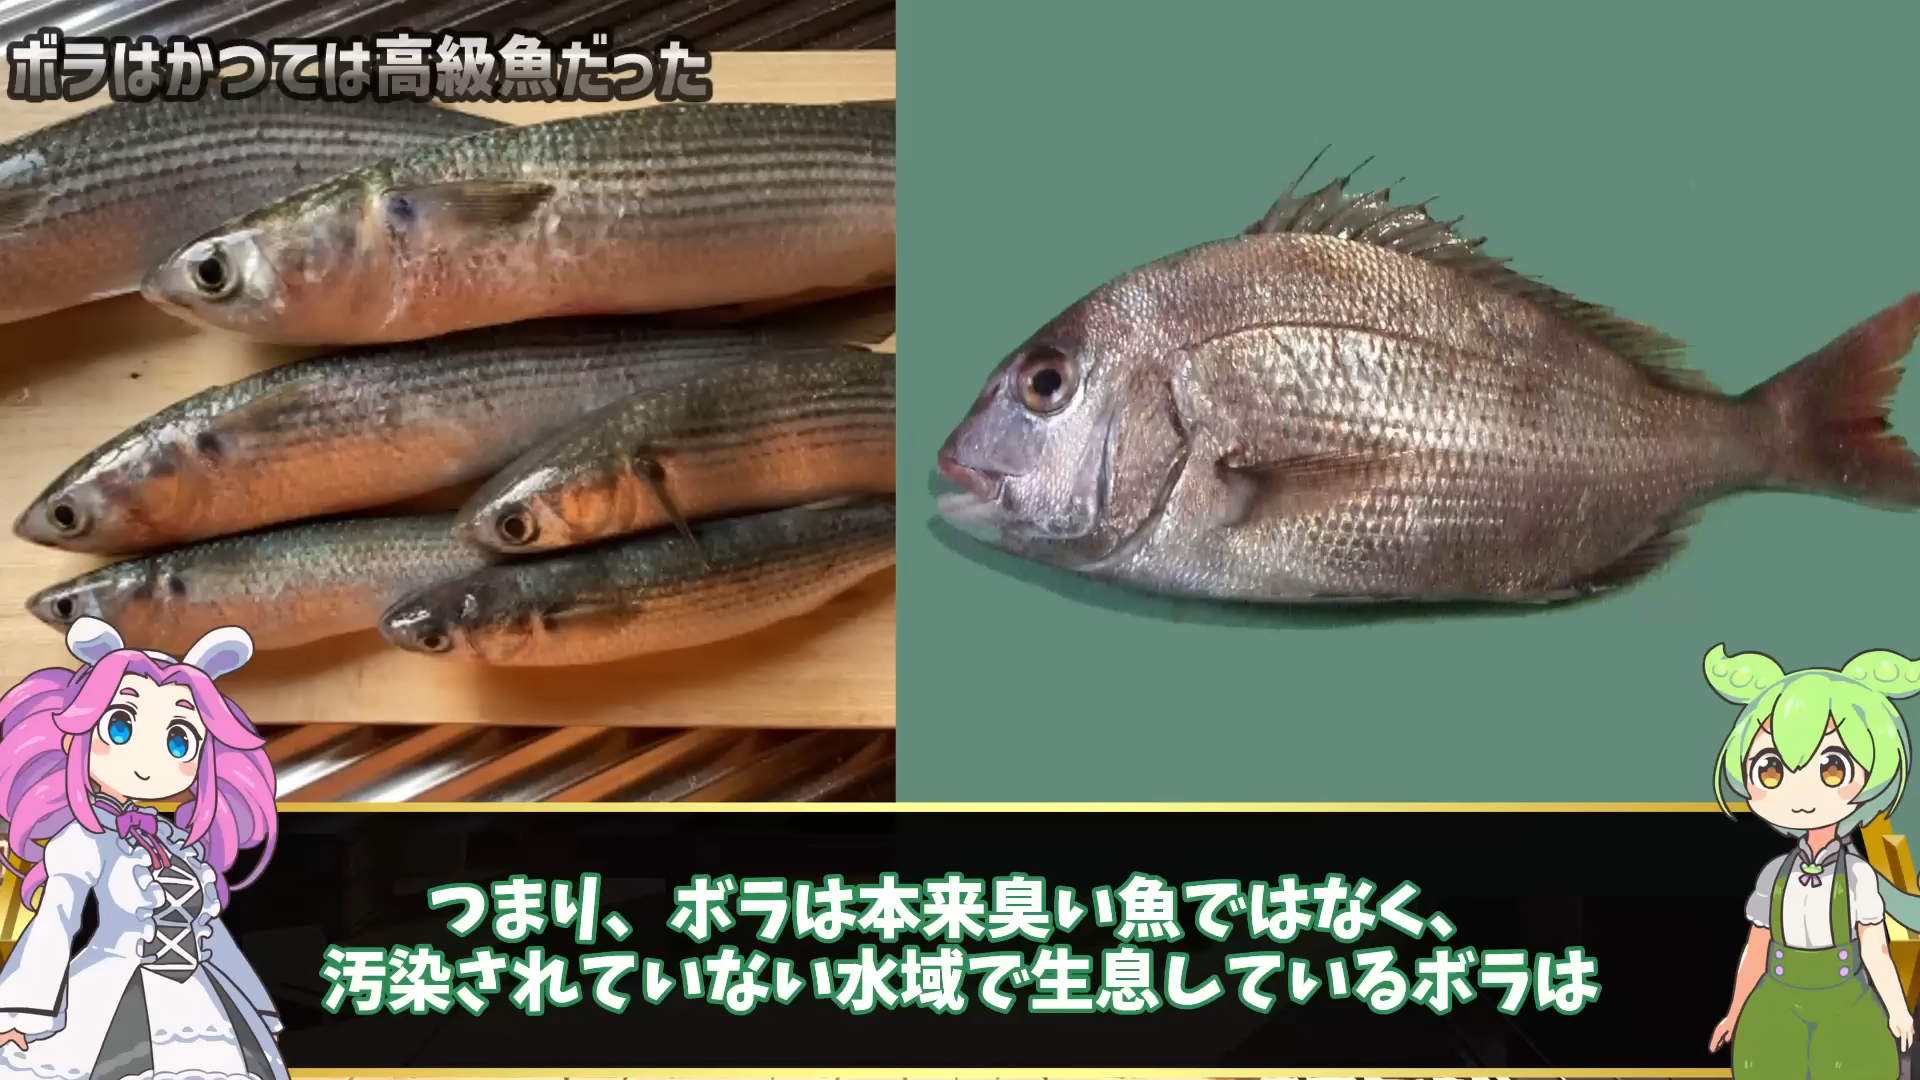 ボラはかつては高級魚だった
つまり、ボラは本来臭い魚ではなく、
汚染されていない水域で生息しているボラは